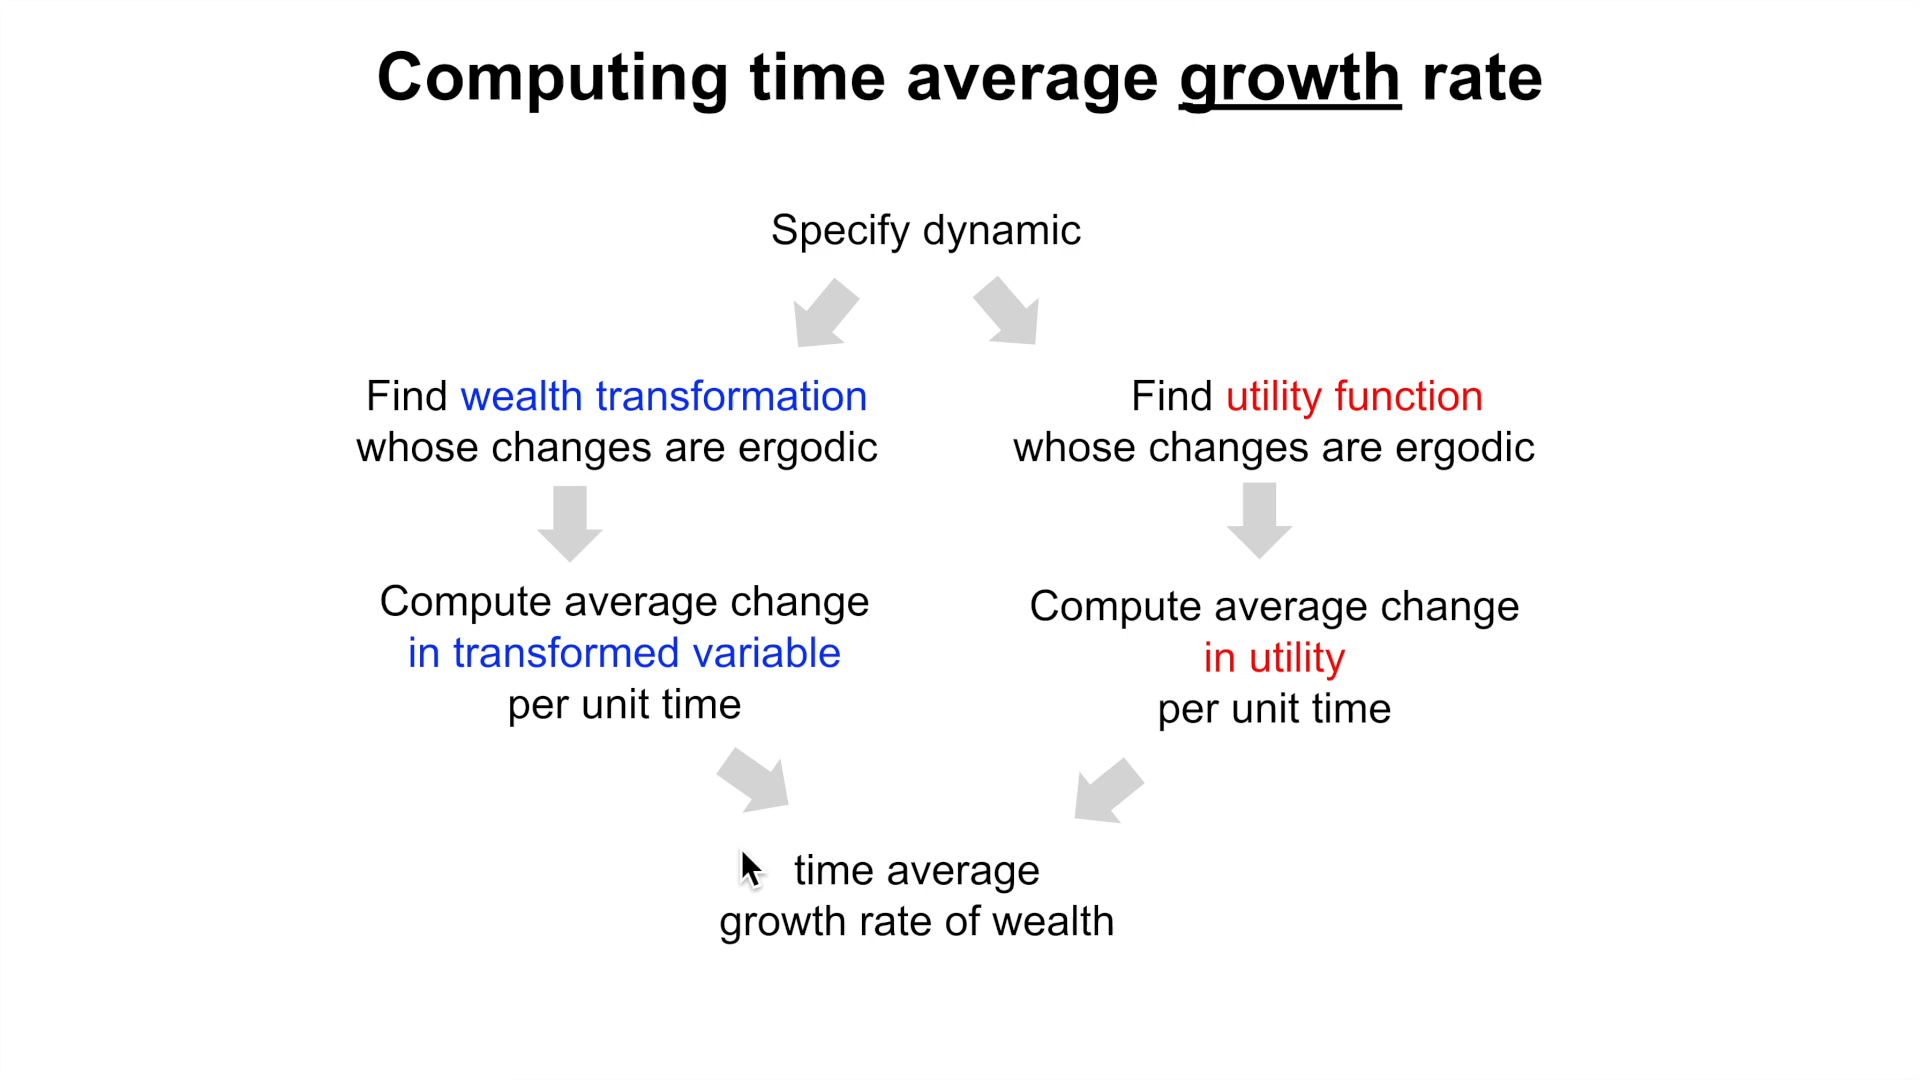 Computing time average growth rate
Specify dynamic
Find wealth transformation
whose changes are ergodic
Find utility function
whose changes are ergodic
Compute average change
in transformed variable
per unit time
Compute average change
in utility
per unit time
time average
growth rate of wealth